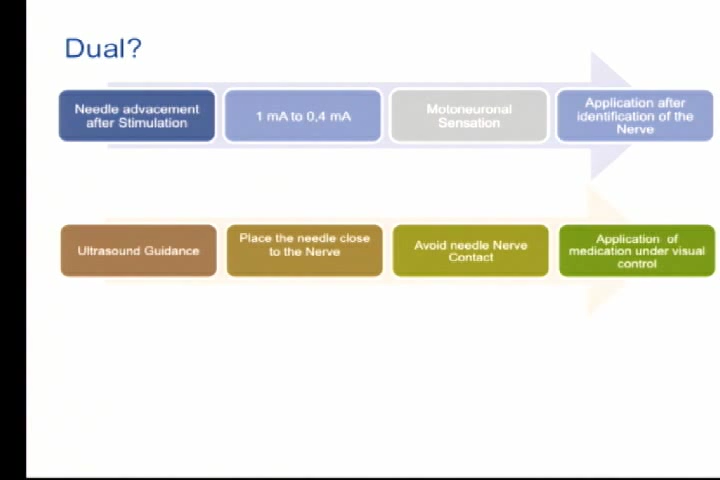 Dual?
Needle advacement
after Stimulation
1 mA to 0,4 mA
Motoneuronal
Sensation
Application after
identification of the
Nerve
Ultrasound Guidance
Place the needle close
to the Nerve
Avoid needle Nerve
Contact
Application of
medication under visual
control